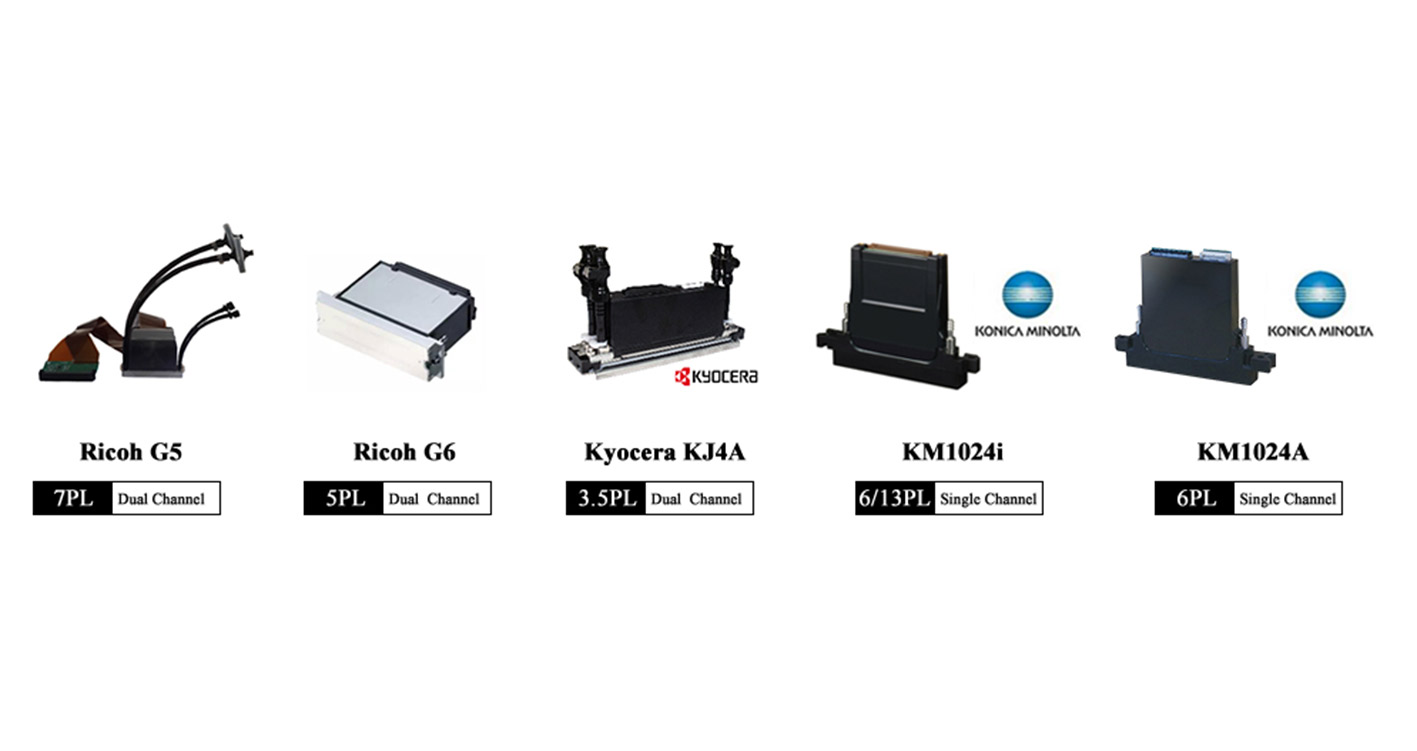 KYOCERA
KONICA MINOLTA
KONICA MINOLTA
Ricoh G5
Ricoh G6
Kyocera KJ4A
KM1024i
KM1024A
7PL Dual Channel
5PL Dual Channel
3.5PL Dual Channel
6/13PL Single Channel
6PL Single Channel